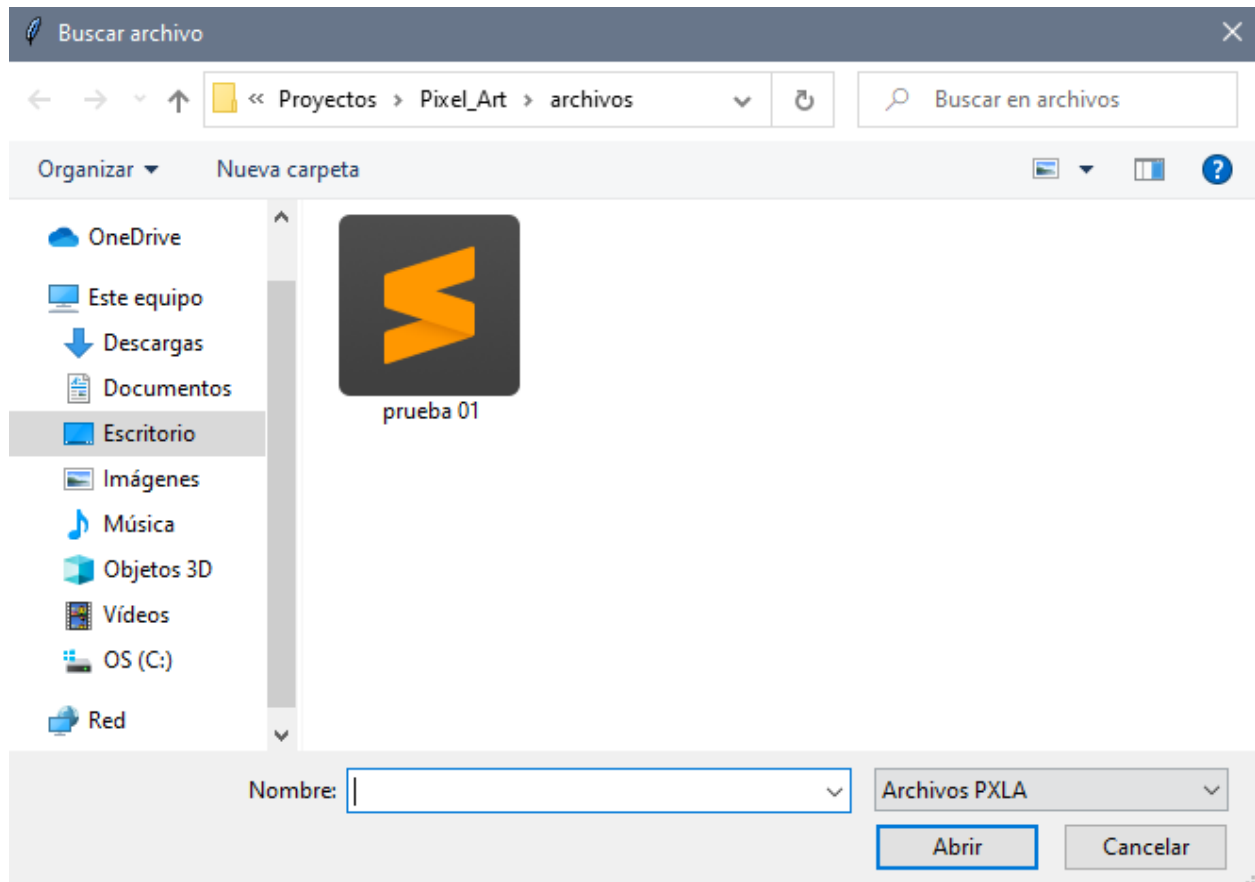 Buscar archivo
« Proyectos > Pixel_Art > archivos
Buscar en archivos
Organizar
Nueva carpeta
OneDrive
Este equipo
Descargas
Documentos
Escritorio
Imágenes
Música
Objetos 3D
Vídeos
OS (C:)
Red
prueba 01
Nombre:
Archivos PXLA
Abrir
Cancelar